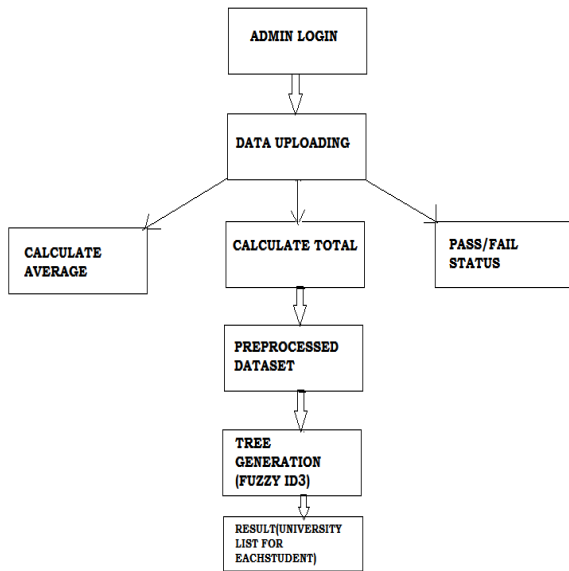 ADMIN LOGIN
DATA UPLOADING
CALCULATE
AVERAGE
CALCULATE TOTAL
PASS/FAIL
STATUS
PREPROCESSED
DATASET
TREE
GENERATION
(FUZZY ID3)
RESULT(UNIVERSITY
LIST FOR
EACHSTUDENT)